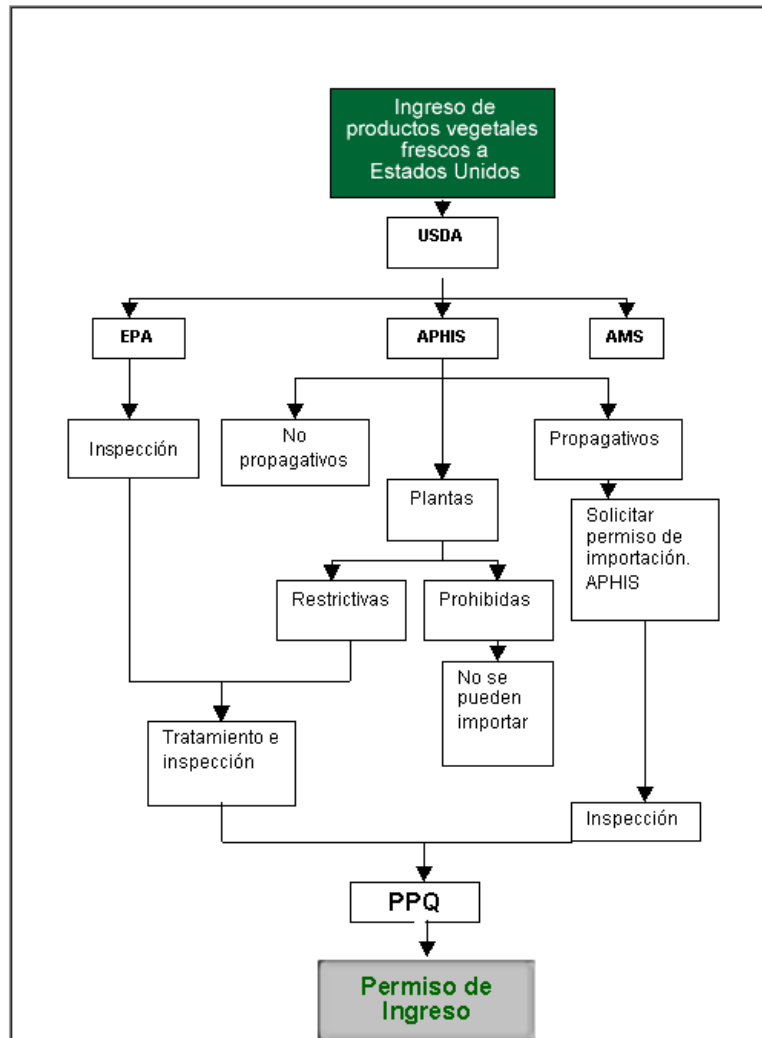 Ingreso de
productos vegetales
frescos a
Estados Unidos
USDA
EPA
APHIS
AMS
Inspección
No
propagativos
Propagativos
Plantas
Solicitar
permiso de
importación.
APHIS
Restrictivas
Prohibidas
No se
pueden
importar
Tratamiento e
inspección
Inspección
PPQ
Permiso de
Ingreso